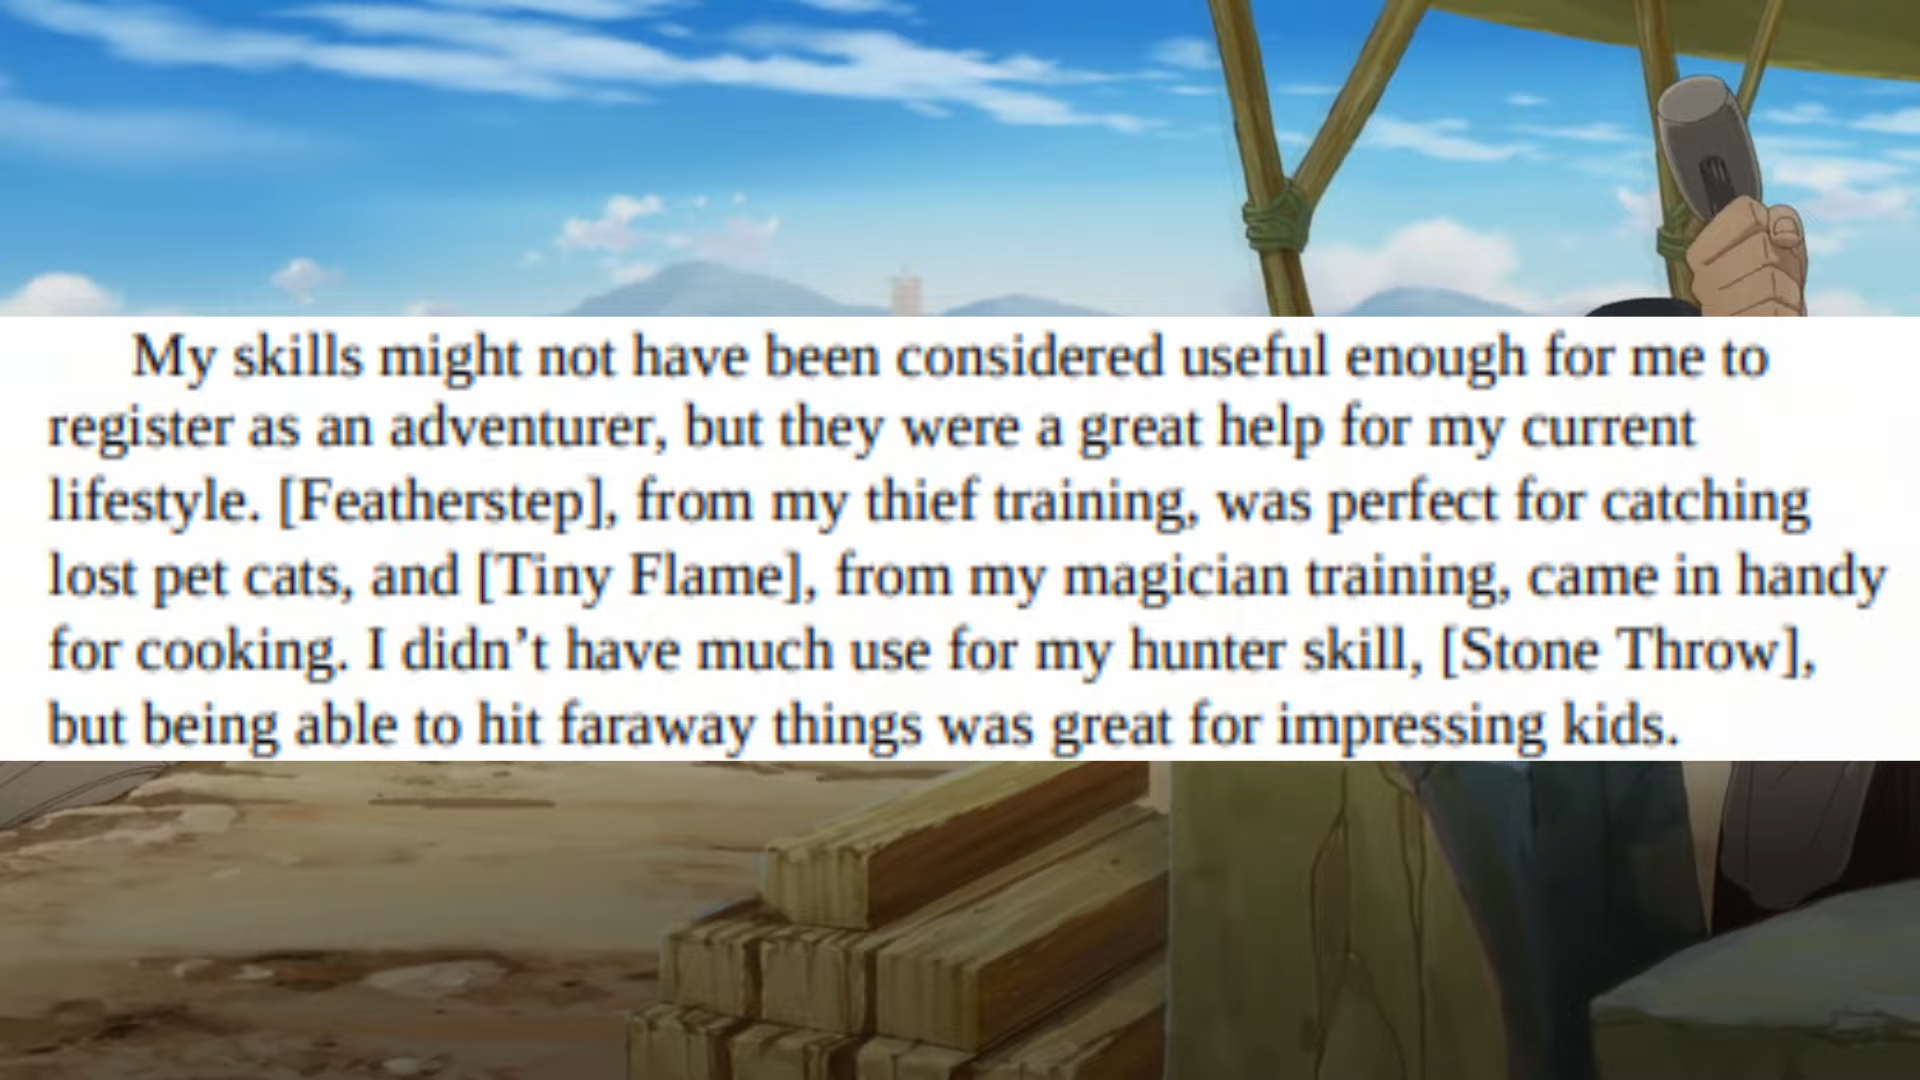 My skills might not have been considered useful enough for me to
register as an adventurer, but they were a great help for my current
lifestyle. [Featherstep], from my thief training, was perfect for catching
lost pet cats, and [Tiny Flame], from my magician training, came in handy
for cooking. I didn’t have much use for my hunter skill, [Stone Throw],
but being able to hit faraway things was great for impressing kids.